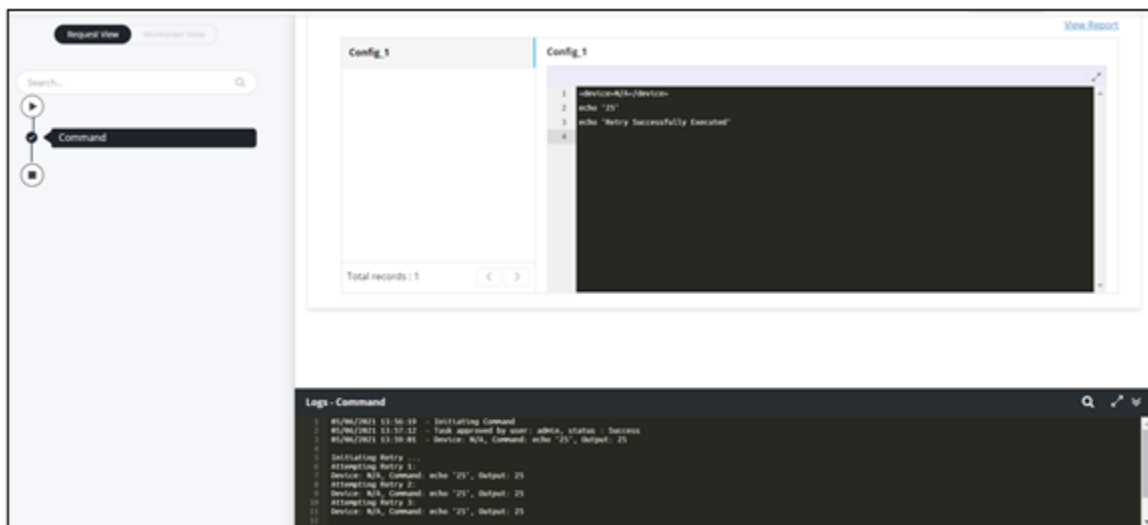 Request View
Workorder View
View Report
Search...
Command
Config_1
Config_1
1 <device>N/A</device>
2 echo "25"
3 echo "Retry Successfully Executed"
4
Total records : 1
Logs - Command
1 05/06/2021 13:56:19 - Initiating Command
2 05/06/2021 13:57:12 - Task approved by user: admin, status : Success
3 05/06/2021 13:59:01 - Device: N/A, Command: echo "25", Output: 25
4
5 Initiating Retry ...
6 Attempting Retry 1:
7 Device: N/A, Command: echo "25", Output: 25
8 Attempting Retry 2:
9 Device: N/A, Command: echo "25", Output: 25
10 Attempting Retry 3:
11 Device: N/A, Command: echo "25", Output: 25
12